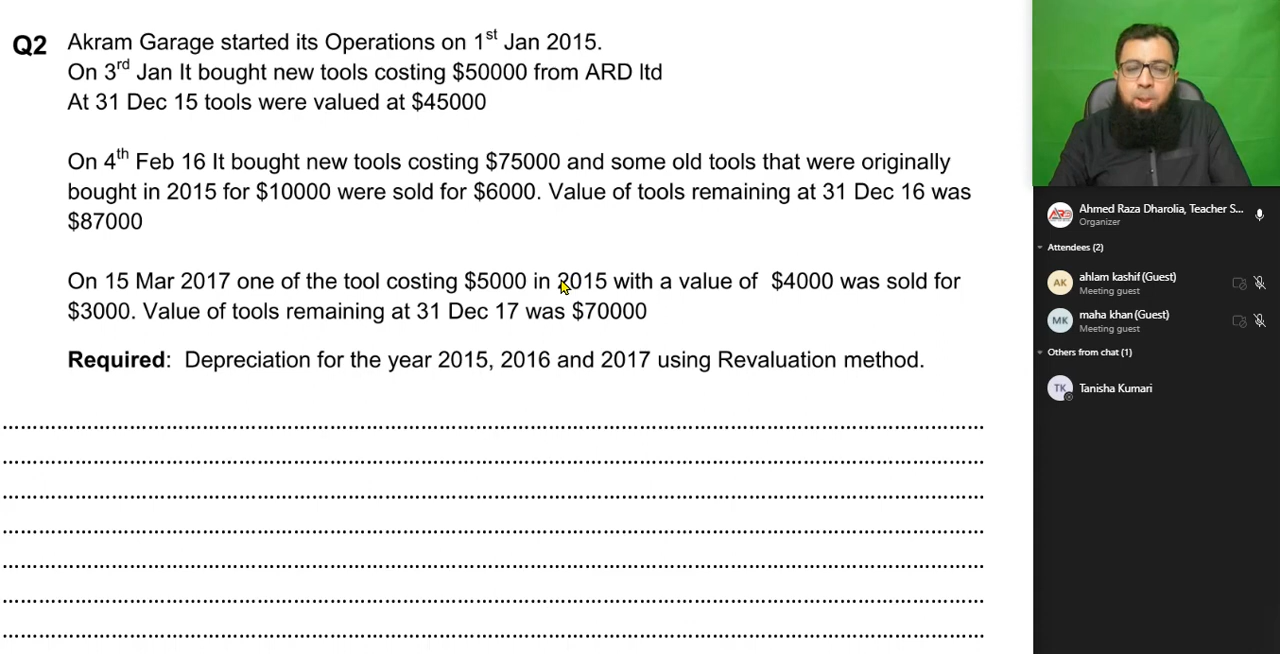 Q2 Akram Garage started its Operations on 1st Jan 2015.
On 3rd Jan It bought new tools costing $50000 from ARD ltd
At 31 Dec 15 tools were valued at $45000
On 4th Feb 16 It bought new tools costing $75000 and some old tools that were originally
bought in 2015 for $10000 were sold for $6000. Value of tools remaining at 31 Dec 16 was
$87000
On 15 Mar 2017 one of the tool costing $5000 in 2015 with a value of $4000 was sold for
$3000. Value of tools remaining at 31 Dec 17 was $70000
Required: Depreciation for the year 2015, 2016 and 2017 using Revaluation method.
Ahmed Raza Dharolia, Teacher S...
Organizer
Attendees (2)
AK
ahlam kashif (Guest)
Meeting guest
MK
maha khan (Guest)
Meeting guest
Others from chat (1)
TK
Tanisha Kumari